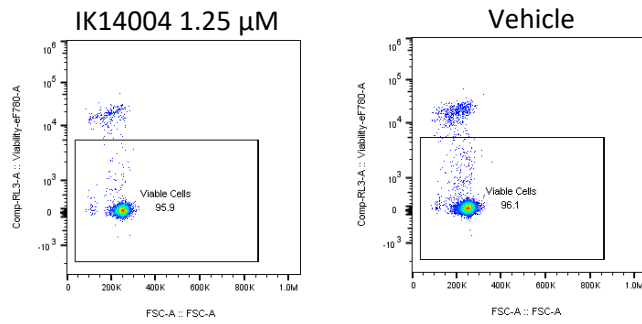 IK14004 1.25 µM
Comp-RL3-A :: Viability-eF780-A
10^6
10^5
10^4
10^3
0
-10^3
Viable Cells
95.9
0 200K 400K 600K 800K 1.0M
FSC-A :: FSC-A
Vehicle
Comp-RL3-A :: Viability-eF780-A
10^6
10^5
10^4
10^3
0
-10^3
Viable Cells
96.1
0 200K 400K 600K 800K 1.0M
FSC-A :: FSC-A